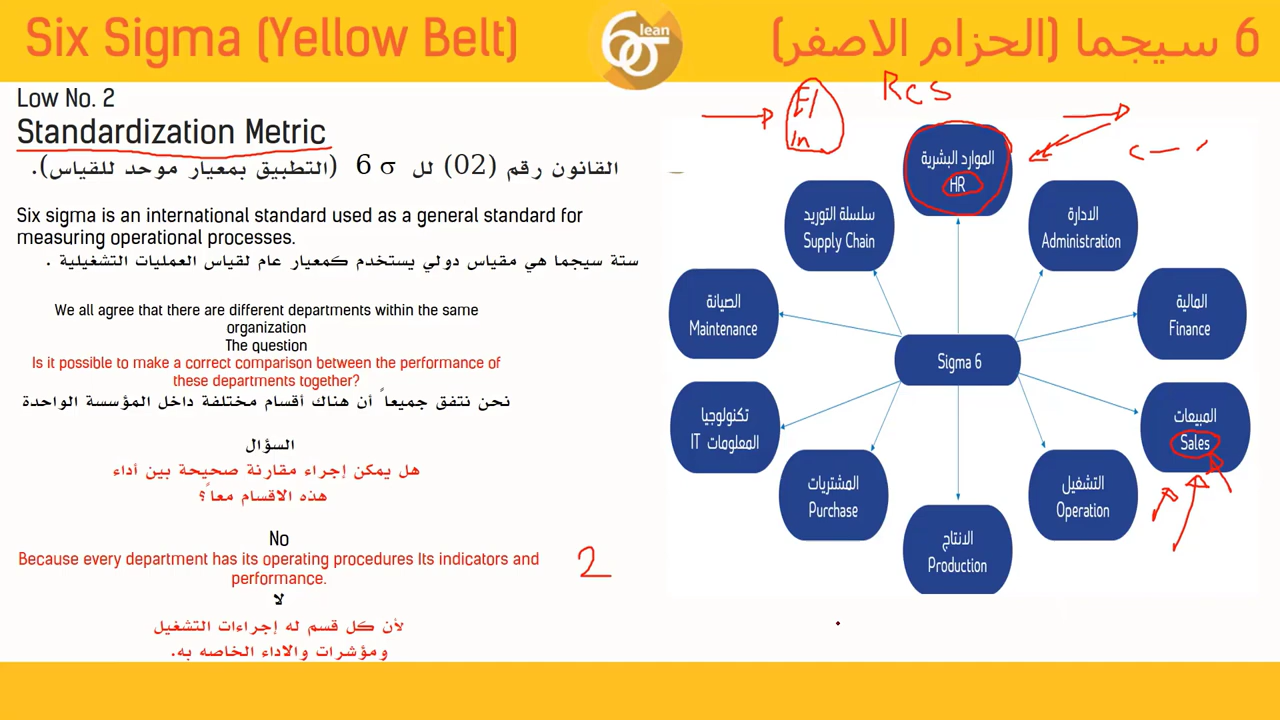 Six Sigma (Yellow Belt)
lean
6σ
6 سيجما (الحزام الاصفر)
Low No. 2
Standardization Metric
القانون رقم (02) لل 6 σ (التطبيق بمعيار موحد للقياس).
Six sigma is an international standard used as a general standard for
measuring operational processes.
ستة سيجما هي مقياس دولي يستخدم كمعيار عام لقياس العمليات التشغيلية .
We all agree that there are different departments within the same
organization
The question
Is it possible to make a correct comparison between the performance of
these departments together?
نحن نتفق جميعاً أن هناك أقسام مختلفة داخل المؤسسة الواحدة
السؤال
هل يمكن إجراء مقارنة صحيحة بين أداء
هذه الاقسام معاً؟
No
Because every department has its operating procedures Its indicators and
performance.
2
لا
لأن كل قسم له إجراءات التشغيل
ومؤشرات والاداء الخاصه به.
In
الموارد البشرية
HR
سلسلة التوريد
Supply Chain
الادارة
Administration
الصيانة
Maintenance
المالية
Finance
Sigma 6
تكنولوجيا
المعلومات IT
المبيعات
Sales
المشتريات
Purchase
التشغيل
Operation
الانتاج
Production